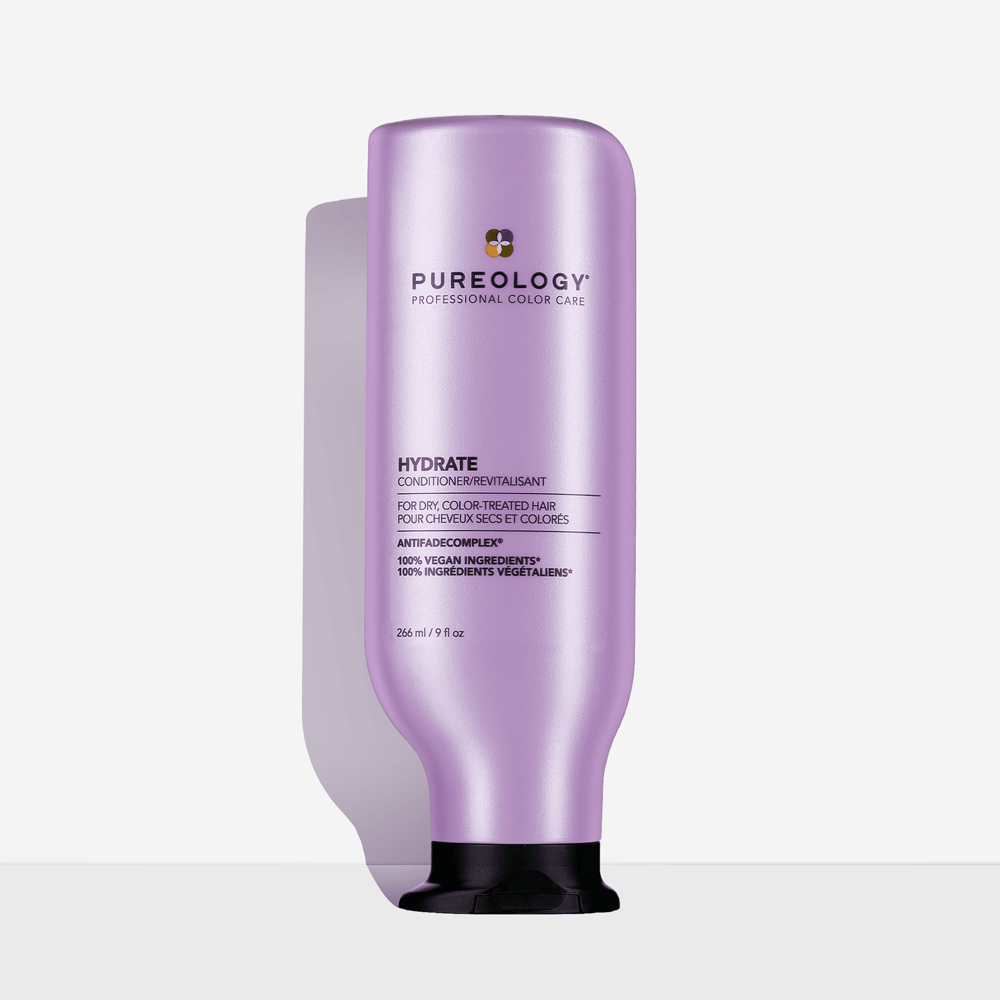 PUREOLOGY®
PROFESSIONAL COLOR CARE
HYDRATE
CONDITIONER/REVITALISANT
FOR DRY, COLOR-TREATED HAIR
POUR CHEVEUX SECS ET COLORÉS
ANTIFADECOMPLEX®
100% VEGAN INGREDIENTS*
100% INGRÉDIENTS VÉGÉTALIENS*
266 ml / 9 fl oz